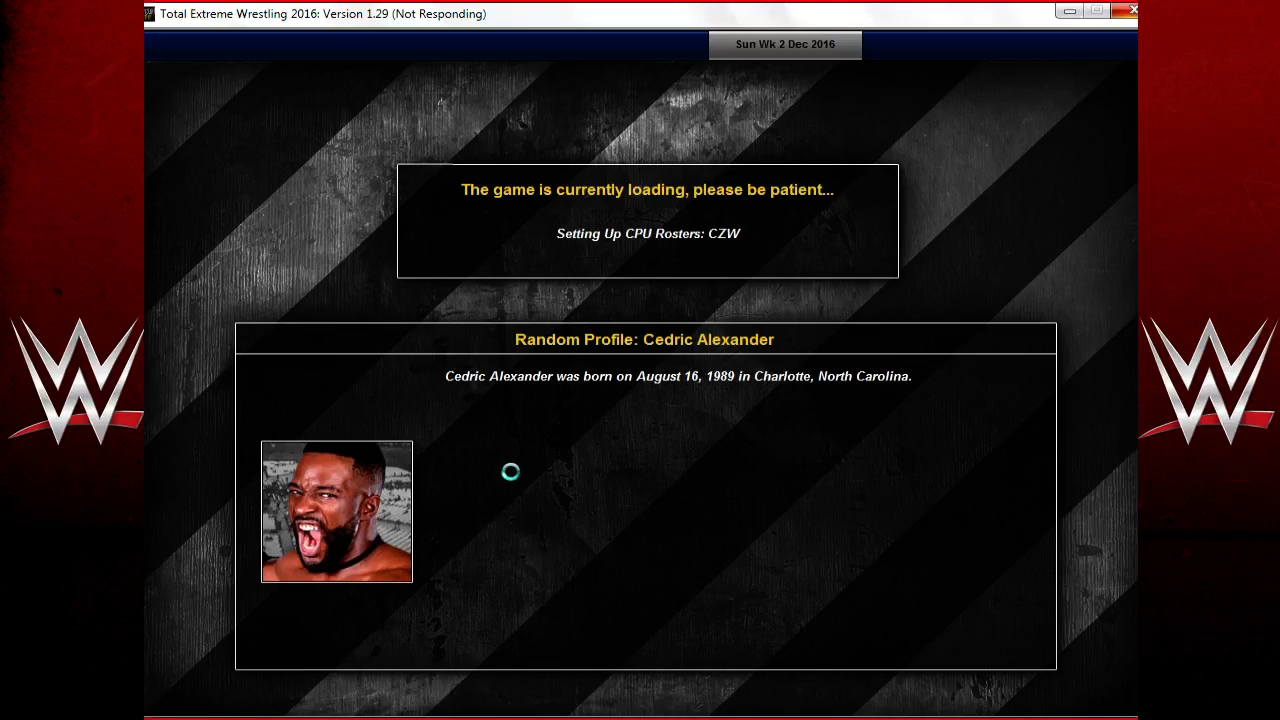 Total Extreme Wrestling 2016: Version 1.29 (Not Responding)
Sun Wk 2 Dec 2016
The game is currently loading, please be patient...
Setting Up CPU Rosters: CZW
Random Profile: Cedric Alexander
Cedric Alexander was born on August 16, 1989 in Charlotte, North Carolina.